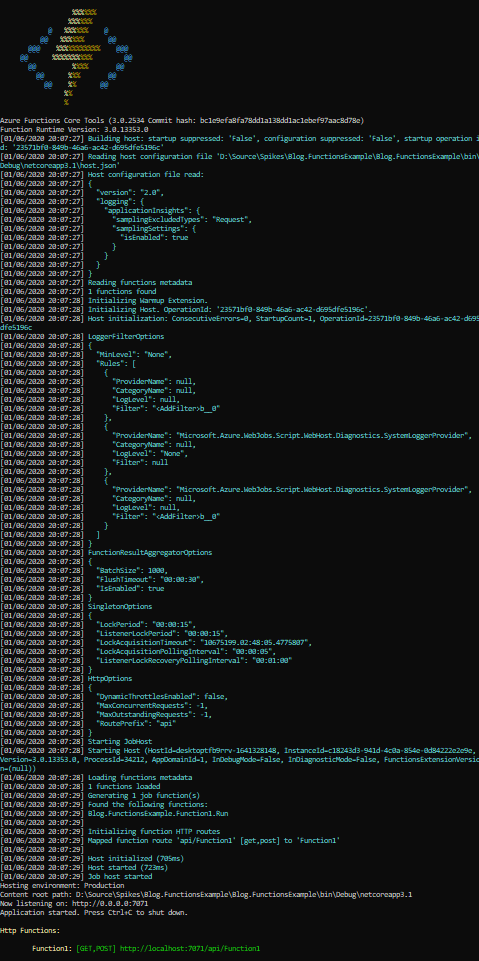 Azure Functions Core Tools (3.0.2534 Commit hash: bc1e9efa8fa78dd1a138dd1ac1ebef97aac8d78e)
Function Runtime Version: 3.0.13353.0
[01/06/2020 20:07:27] Building host: startup suppressed: 'False', configuration suppressed: 'False', startup operation i
d: '23571bf0-849b-46a6-ac42-d695dfe5196c'
[01/06/2020 20:07:27] Reading host configuration file 'D:\Source\Spikes\Blog.FunctionsExample\Blog.FunctionsExample\bin\
Debug\netcoreapp3.1\host.json'
[01/06/2020 20:07:27] Host configuration file read:
[01/06/2020 20:07:27] {
[01/06/2020 20:07:27]   "version": "2.0",
[01/06/2020 20:07:27]   "logging": {
[01/06/2020 20:07:27]     "applicationInsights": {
[01/06/2020 20:07:27]       "samplingExcludedTypes": "Request",
[01/06/2020 20:07:27]       "samplingSettings": {
[01/06/2020 20:07:27]         "isEnabled": true
[01/06/2020 20:07:27]       }
[01/06/2020 20:07:27]     }
[01/06/2020 20:07:27]   }
[01/06/2020 20:07:27] }
[01/06/2020 20:07:27] Reading functions metadata
[01/06/2020 20:07:27] 1 functions found
[01/06/2020 20:07:28] Initializing Warmup Extension.
[01/06/2020 20:07:28] Initializing Host. OperationId: '23571bf0-849b-46a6-ac42-d695dfe5196c'.
[01/06/2020 20:07:28] Host initialization: ConsecutiveErrors=0, StartupCount=1, OperationId=23571bf0-849b-46a6-ac42-d695
dfe5196c
[01/06/2020 20:07:28] LoggerFilterOptions
[01/06/2020 20:07:28] {
[01/06/2020 20:07:28]   "MinLevel": "None",
[01/06/2020 20:07:28]   "Rules": [
[01/06/2020 20:07:28]     {
[01/06/2020 20:07:28]       "ProviderName": null,
[01/06/2020 20:07:28]       "CategoryName": null,
[01/06/2020 20:07:28]       "LogLevel": null,
[01/06/2020 20:07:28]       "Filter": "<AddFilter>b__0"
[01/06/2020 20:07:28]     },
[01/06/2020 20:07:28]     {
[01/06/2020 20:07:28]       "ProviderName": "Microsoft.Azure.WebJobs.Script.WebHost.Diagnostics.SystemLoggerProvider",
[01/06/2020 20:07:28]       "CategoryName": null,
[01/06/2020 20:07:28]       "LogLevel": "None",
[01/06/2020 20:07:28]       "Filter": null
[01/06/2020 20:07:28]     },
[01/06/2020 20:07:28]     {
[01/06/2020 20:07:28]       "ProviderName": "Microsoft.Azure.WebJobs.Script.WebHost.Diagnostics.SystemLoggerProvider",
[01/06/2020 20:07:28]       "CategoryName": null,
[01/06/2020 20:07:28]       "LogLevel": null,
[01/06/2020 20:07:28]       "Filter": "<AddFilter>b__0"
[01/06/2020 20:07:28]     }
[01/06/2020 20:07:28]   ]
[01/06/2020 20:07:28] }
[01/06/2020 20:07:28] FunctionResultAggregatorOptions
[01/06/2020 20:07:28] {
[01/06/2020 20:07:28]   "BatchSize": 1000,
[01/06/2020 20:07:28]   "FlushTimeout": "00:00:30",
[01/06/2020 20:07:28]   "IsEnabled": true
[01/06/2020 20:07:28] }
[01/06/2020 20:07:28] SingletonOptions
[01/06/2020 20:07:28] {
[01/06/2020 20:07:28]   "LockPeriod": "00:00:15",
[01/06/2020 20:07:28]   "ListenerLockPeriod": "00:00:15",
[01/06/2020 20:07:28]   "LockAcquisitionTimeout": "10675199.02:48:05.4775807",
[01/06/2020 20:07:28]   "LockAcquisitionPollingInterval": "00:00:05",
[01/06/2020 20:07:28]   "ListenerLockRecoveryPollingInterval": "00:01:00"
[01/06/2020 20:07:28] }
[01/06/2020 20:07:28] HttpOptions
[01/06/2020 20:07:28] {
[01/06/2020 20:07:28]   "DynamicThrottlesEnabled": false,
[01/06/2020 20:07:28]   "MaxConcurrentRequests": -1,
[01/06/2020 20:07:28]   "MaxOutstandingRequests": -1,
[01/06/2020 20:07:28]   "RoutePrefix": "api"
[01/06/2020 20:07:28] }
[01/06/2020 20:07:28] Starting JobHost
[01/06/2020 20:07:28] Starting Host (HostId=desktoptfb9rrv-1641328148, InstanceId=c18243d3-941d-4c0a-854e-0d84222e2e9e,
Version=3.0.13353.0, ProcessId=34212, AppDomainId=1, InDebugMode=False, InDiagnosticMode=False, FunctionsExtensionVersio
n=(null))
[01/06/2020 20:07:28] Loading functions metadata
[01/06/2020 20:07:28] 1 functions loaded
[01/06/2020 20:07:29] Generating 1 job function(s)
[01/06/2020 20:07:29] Found the following functions:
[01/06/2020 20:07:29] Blog.FunctionsExample.Function1.Run
[01/06/2020 20:07:29]
[01/06/2020 20:07:29] Initializing function HTTP routes
[01/06/2020 20:07:29] Mapped function route 'api/Function1' [get,post] to 'Function1'
[01/06/2020 20:07:29]
[01/06/2020 20:07:29] Host initialized (705ms)
[01/06/2020 20:07:29] Host started (723ms)
[01/06/2020 20:07:29] Job host started
Hosting environment: Production
Content root path: D:\Source\Spikes\Blog.FunctionsExample\Blog.FunctionsExample\bin\Debug\netcoreapp3.1
Now listening on: http://0.0.0.0:7071
Application started. Press Ctrl+C to shut down.
Http Functions:
Function1: [GET,POST] http://localhost:7071/api/Function1